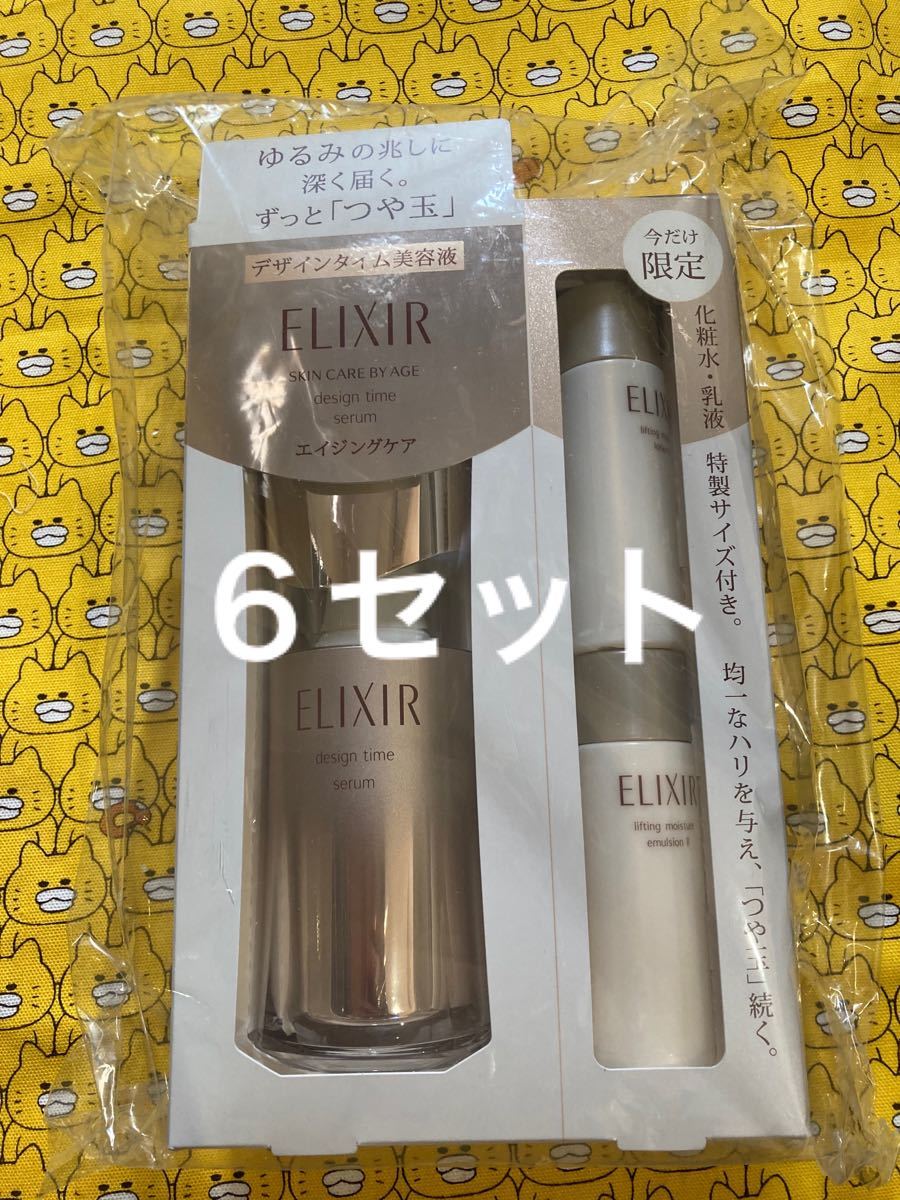 ゆるみの兆しに
深く届く。
ずっと「つや玉」
デザインタイム美容液
ELIXIR
SKIN CARE BY AGE
design time
serum
エイジングケア
今だけ
限定
化粧水・乳液 特製サイズ付き。 均一なハリを与え、「つや玉」続く。
6セット
ELIXIR
design time
serum
ELIXIR
lifting moisture
emulsion II